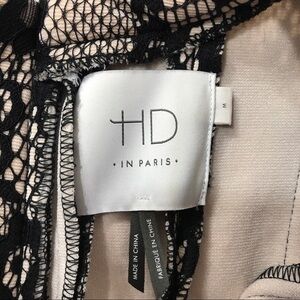 HD
• IN PARIS •
M
MADE IN CHINA
FABRIQUÉ EN CHINE